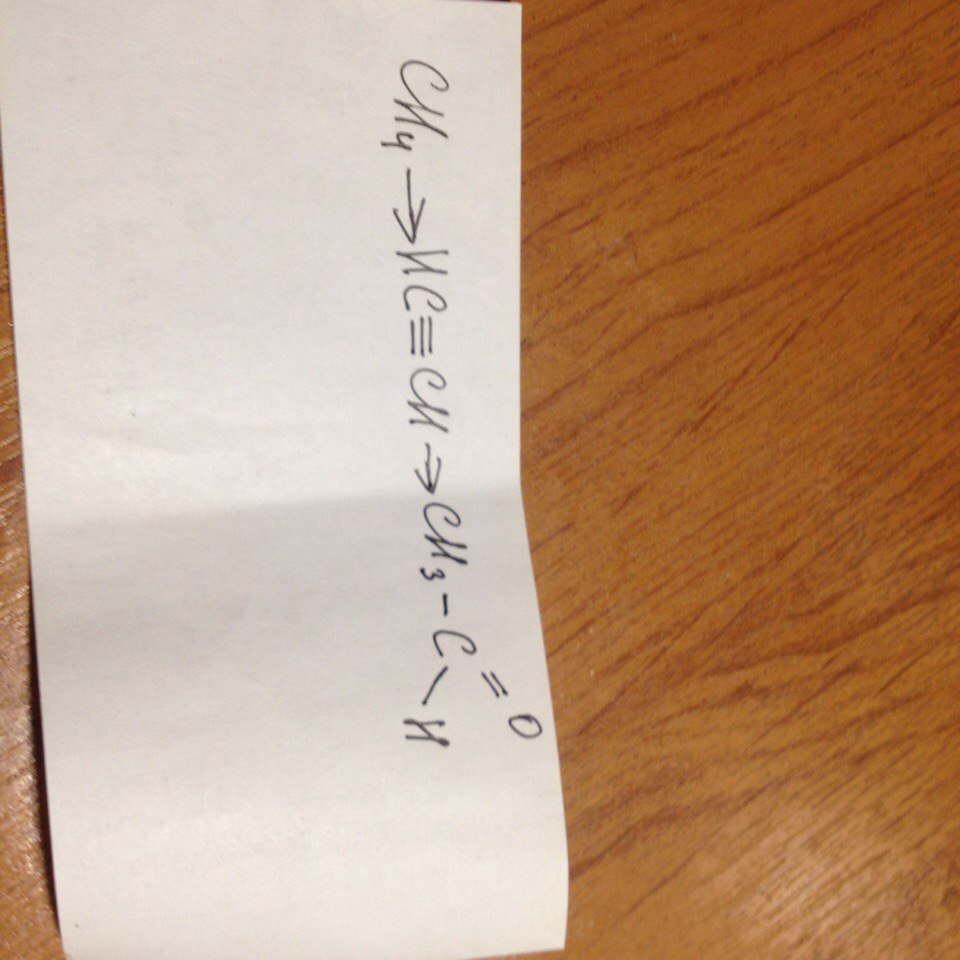 CH₄ → HC≡CH → CH₃-C=O
\H